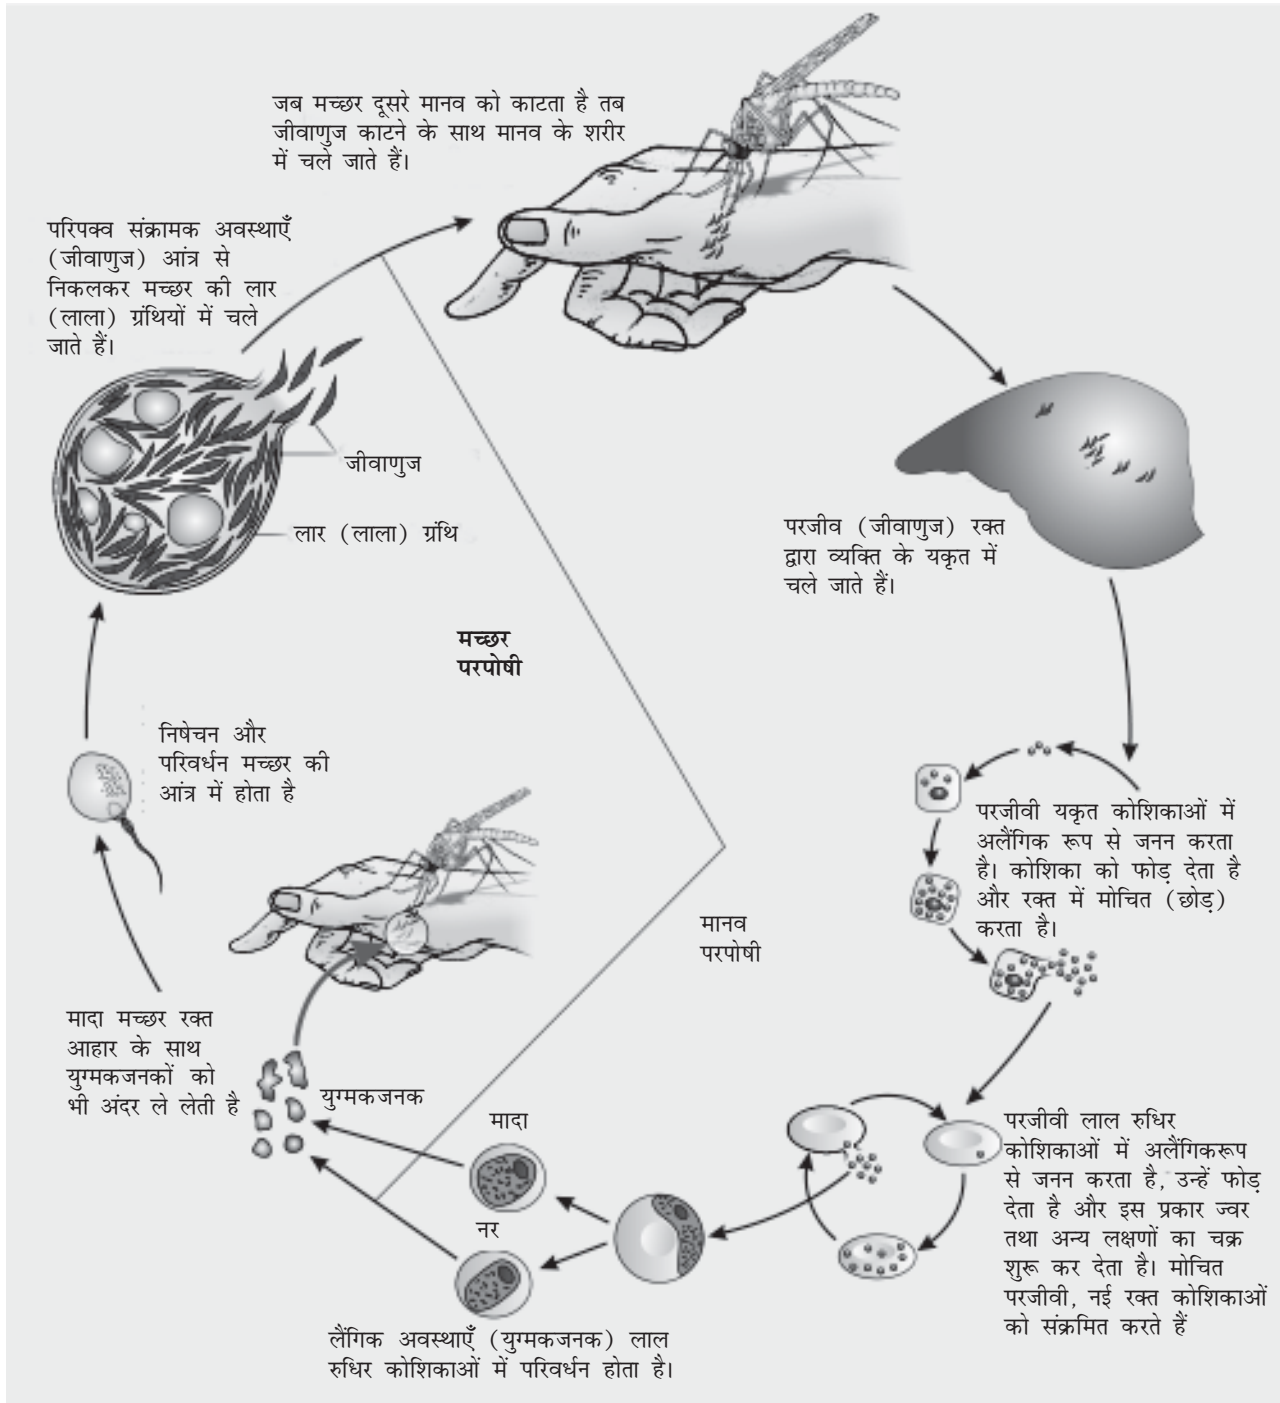 जब मच्छर दूसरे मानव को काटता है तब
जीवाणुज काटने के साथ मानव के शरीर
में चले जाते हैं।
परिपक्व संक्रामक अवस्थाएँ
(जीवाणुज) आंत्र से
निकलकर मच्छर की लार
(लाला) ग्रंथियों में चले
जाते हैं।
जीवाणुज
लार (लाला) ग्रंथि
परजीव (जीवाणुज) रक्त
द्वारा व्यक्ति के यकृत में
चले जाते हैं।
मच्छर
परपोषी
निषेचन और
परिवर्धन मच्छर की
आंत्र में होता है
परजीवी यकृत कोशिकाओं में
अलैंगिक रूप से जनन करता
है। कोशिका को फोड़ देता है
और रक्त में मोचित (छोड़)
करता है।
मानव
परपोषी
मादा मच्छर रक्त
आहार के साथ
युग्मकजनकों को
भी अंदर ले लेती है
युग्मकजनक
मादा
नर
परजीवी लाल रुधिर
कोशिकाओं में अलैंगिकरूप
से जनन करता है, उन्हें फोड़
देता है और इस प्रकार ज्वर
तथा अन्य लक्षणों का चक्र
शुरू कर देता है। मोचित
परजीवी, नई रक्त कोशिकाओं
को संक्रमित करते हैं
लैंगिक अवस्थाएँ (युग्मकजनक) लाल
रुधिर कोशिकाओं में परिवर्धन होता है।